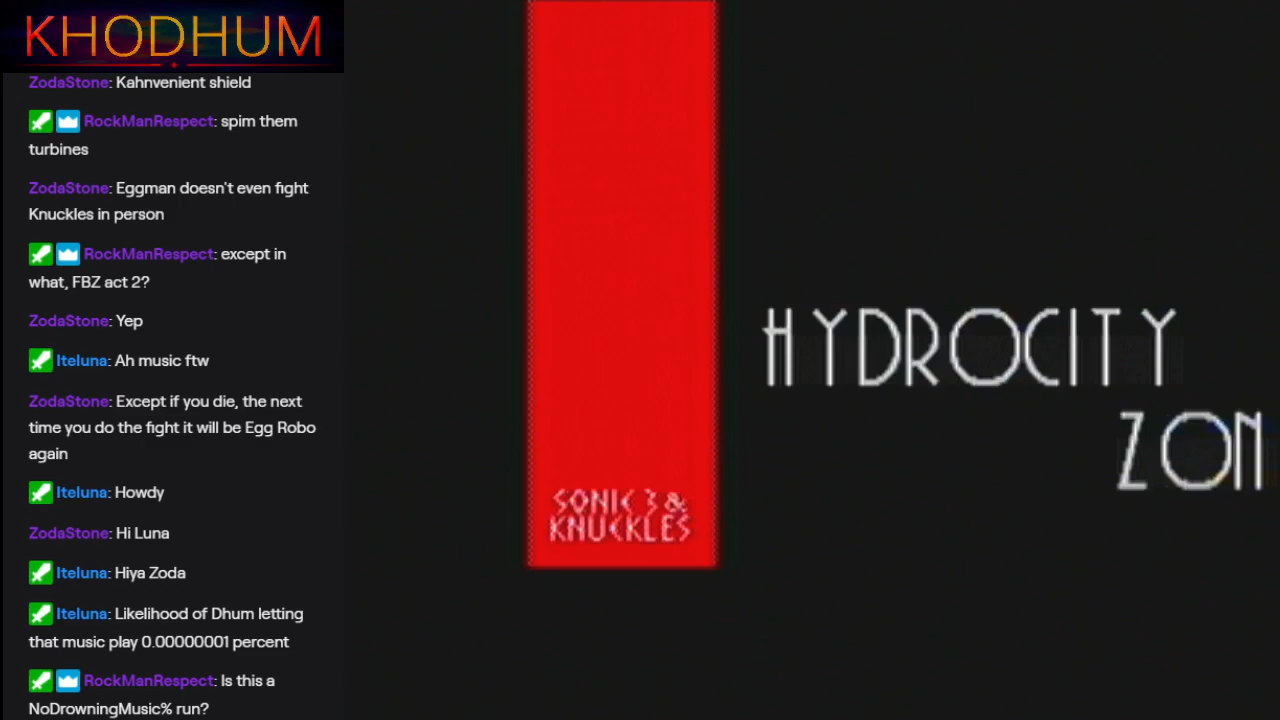 KHODHUM
ZodaStone: Kahnvenient shield
RockManRespect: spim them
turbines
ZodaStone: Eggman doesn't even fight
Knuckles in person
RockManRespect: except in
what, FBZ act 2?
ZodaStone: Yep
Iteluna: Ah music ftw
ZodaStone: Except if you die, the next
time you do the fight it will be Egg Robo
again
Iteluna: Howdy
ZodaStone: Hi Luna
Iteluna: Hiya Zoda
Iteluna: Likelihood of Dhum letting
that music play 0.00000001 percent
RockManRespect: Is this a
NoDrowningMusic% run?
SONIC 3 &
KNUCKLES
HYDROCITY
ZON